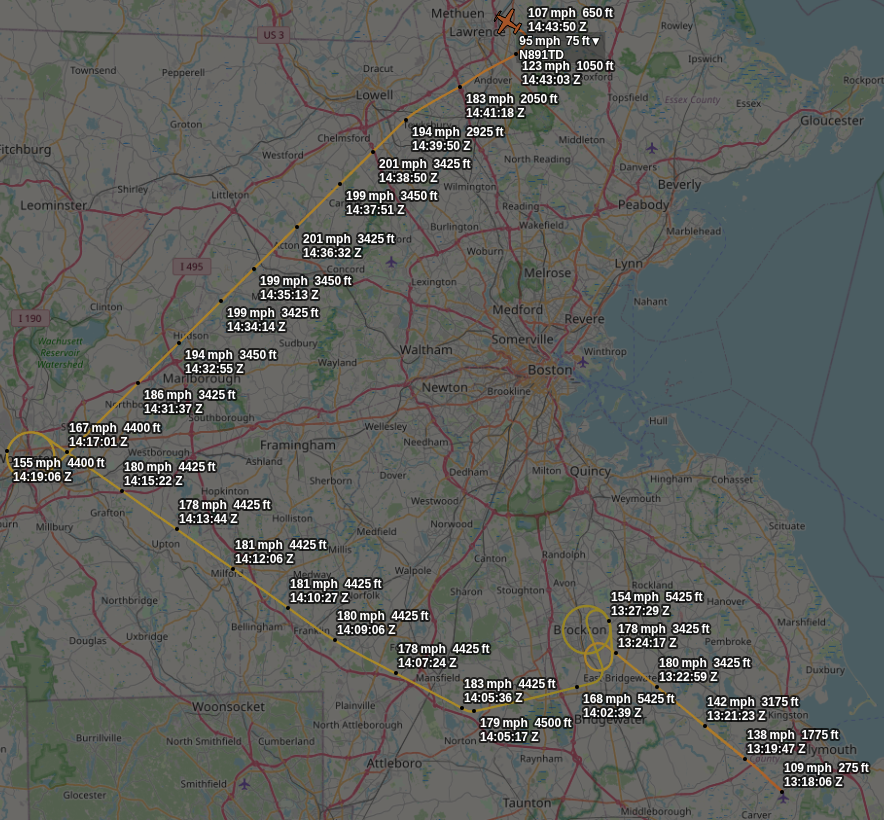 Methuen
107 mph 650 ft
14:43:50 Z
Rowley
US 3
Lawrence
95 mph 75 ft▼
N891TD
123 mph 1050 ft
14:43:03 Z
Townsend
Pepperell
Dracut
Andover
Ipswich
Rockport
Lowell
183 mph 2050 ft
14:41:18 Z
Topsfield
Essex County
Essex
Groton
Gloucester
Chelmsford
194 mph 2925 ft
14:39:50 Z
Middleton
Fitchburg
Westford
North Reading
Danvers
201 mph 3425 ft
14:38:50 Z
Shirley
Littleton
Wilmington
Beverly
Leominster
199 mph 3450 ft
14:37:51 Z
Reading
Peabody
Burlington
Wakefield
Marblehead
201 mph 3425 ft
14:36:32 Z
Woburn
I 495
Concord
Lynn
Lexington
Melrose
199 mph 3450 ft
14:35:13 Z
Clinton
Nahant
Medford
I 190
199 mph 3425 ft
14:34:14 Z
Revere
Hudson
Sudbury
Somerville
Wachusett
Reservoir
Watershed
194 mph 3450 ft
14:32:55 Z
Waltham
Winthrop
Wayland
Boston
Marlborough
Newton
Brookline
186 mph 3425 ft
14:31:37 Z
Southborough
Hull
167 mph 4400 ft
14:17:01 Z
Wellesley
Framingham
Needham
Westborough
155 mph 4400 ft
14:19:06 Z
180 mph 4425 ft
14:15:22 Z
Ashland
Dover
Dedham
Milton
Quincy
Sherborn
Hingham
Cohasset
Hopkinton
Westwood
Weymouth
Grafton
178 mph 4425 ft
14:13:44 Z
Millbury
Holliston
Norwood
Scituate
Medfield
Upton
181 mph 4425 ft
14:12:06 Z
Millis
Canton
Randolph
Milford
Medway
Walpole
181 mph 4425 ft
14:10:27 Z
Avon
Rockland
Norfolk
Sharon
Stoughton
154 mph 5425 ft
13:27:29 Z
Hanover
Northbridge
180 mph 4425 ft
14:09:06 Z
Marshfield
Bellingham
Franklin
Brockton
178 mph 3425 ft
13:24:17 Z
Douglas
Uxbridge
Pembroke
178 mph 4425 ft
14:07:24 Z
180 mph 3425 ft
13:22:59 Z
Duxbury
Mansfield
East Bridgewater
183 mph 4425 ft
14:05:36 Z
168 mph 5425 ft
14:02:39 Z
142 mph 3175 ft
13:21:23 Z
Woonsocket
Plainville
Kingston
North Attleborough
179 mph 4500 ft
14:05:17 Z
Bridgewater
Burrillville
North Smithfield
Cumberland
Norton
138 mph 1775 ft
13:19:47 Z
Plymouth
Raynham
Attleboro
109 mph 275 ft
13:18:06 Z
Smithfield
Glocester
Taunton
Middleborough
Carver